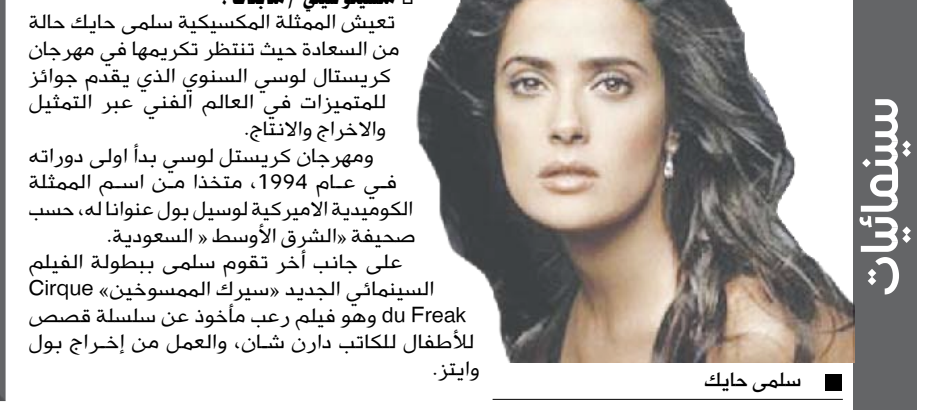 تعيش الممثلة المكسيكية سلمى حايك حالة
من السعادة حيث تنتظر تكريمها في مهرجان
كريستال لوسي السنوي الذي يقدم جوائز
للمتميزات في العالم الفني عبر التمثيل
والاخراج والانتاج.
ومهرجان كريستل لوسي بدأ اولى دوراته
في عام 1994، متخذا من اسم الممثلة
الكوميدية الاميركية لوسيل بول عنوانا له، حسب
صحيفة «الشرق الأوسط « السعودية.
على جانب أخر تقوم سلمى ببطولة الفيلم
السينمائي الجديد «سيرك الممسوخين» Cirque
du Freak وهو فيلم رعب مأخوذ عن سلسلة قصص
للأطفال للكاتب دارن شان، والعمل من إخراج بول
وايتز.
سلمى حايك
سينمائيات